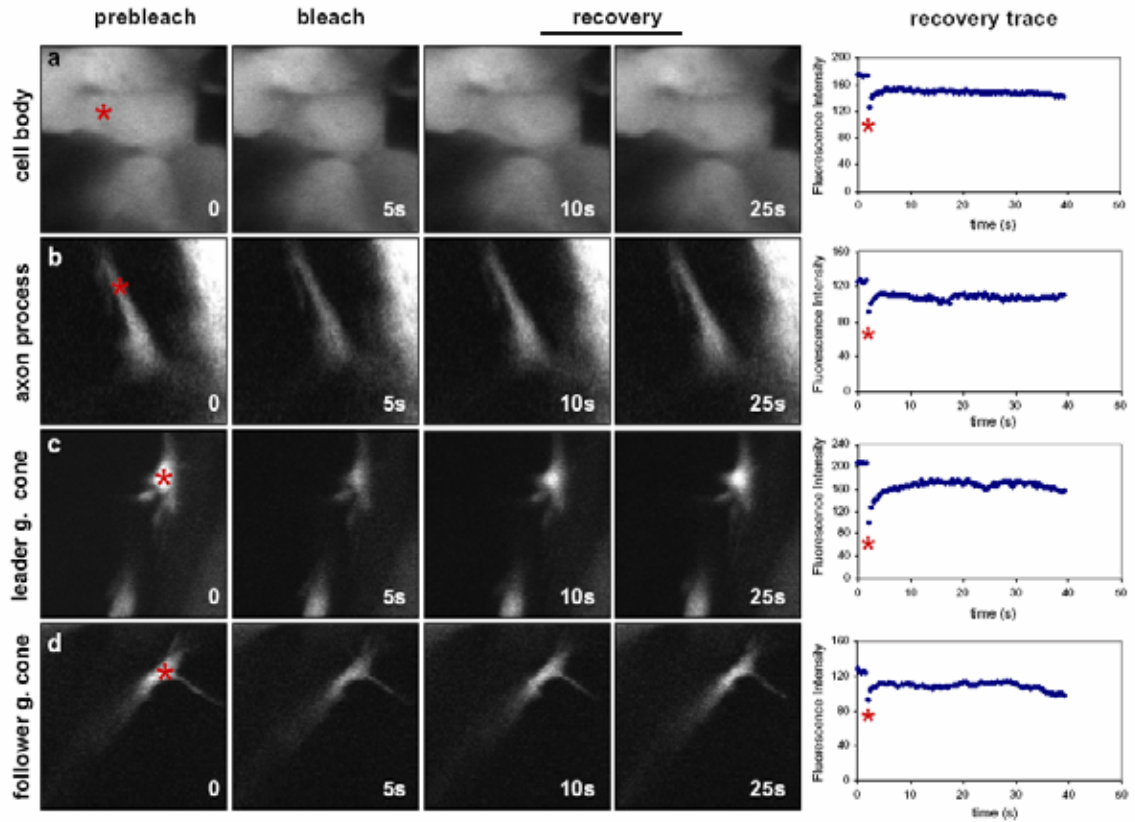 prebleach bleach recovery recovery trace
cell body
a
*
0
5s
10s
25s
Fluorescence Intensity
200
160
120
80
40
0
*
0 10 20 30 40 50
time (s)
axon process
b
*
0
5s
10s
25s
Fluorescence Intensity
160
120
80
40
0
*
0 10 20 30 40 50
time (s)
leader g. cone
c
*
0
5s
10s
25s
Fluorescence Intensity
240
200
160
120
80
40
0
*
0 10 20 30 40 50
time (s)
follower g. cone
d
*
0
5s
10s
25s
Fluorescence Intensity
160
120
80
40
0
*
0 10 20 30 40 50
time (s)